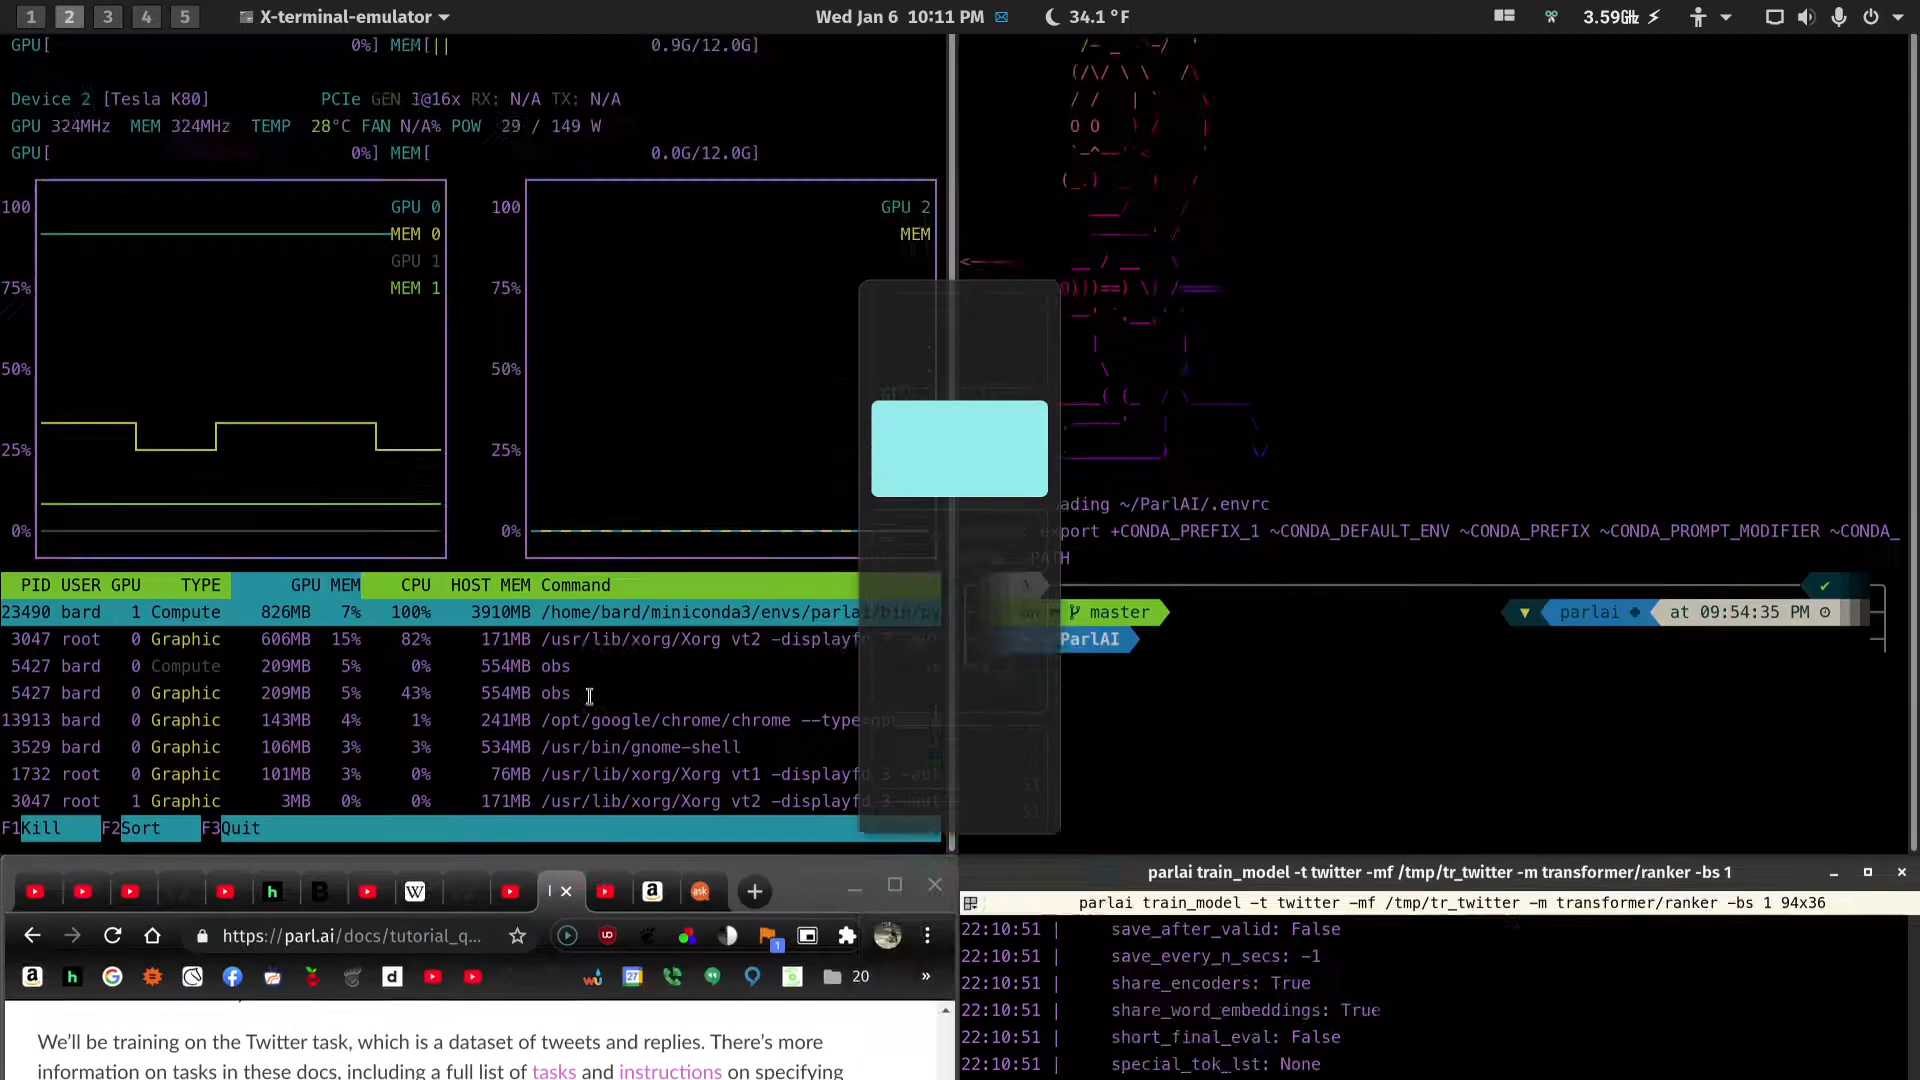 1 2 3 4 5 X-terminal-emulator Wed Jan 6 10:11 PM 34.1 °F 3.59GHz
GPU[ 0%] MEM[|| 0.9G/12.0G]
Device 2 [Tesla K80] PCIe GEN 3@16x RX: N/A TX: N/A
GPU 324MHz MEM 324MHz TEMP 28°C FAN N/A% POW 29 / 149 W
GPU[ 0%] MEM[ 0.0G/12.0G]
100 GPU 0
MEM 0
GPU 1
75% MEM 1
50%
25%
0%
100 GPU 2
MEM
75%
50%
25%
0%
PID USER GPU TYPE GPU MEM CPU HOST MEM Command
23490 bard 1 Compute 826MB 7% 100% 3910MB /home/bard/miniconda3/envs/parlai/bin/py
3047 root 0 Graphic 606MB 15% 82% 171MB /usr/lib/xorg/Xorg vt2 -displayfd
5427 bard 0 Compute 209MB 5% 0% 554MB obs
5427 bard 0 Graphic 209MB 5% 43% 554MB obs
13913 bard 0 Graphic 143MB 4% 1% 241MB /opt/google/chrome/chrome --type=
3529 bard 0 Graphic 106MB 3% 3% 534MB /usr/bin/gnome-shell
1732 root 0 Graphic 101MB 3% 0% 76MB /usr/lib/xorg/Xorg vt1 -displayfd 3
3047 root 1 Graphic 3MB 0% 0% 171MB /usr/lib/xorg/Xorg vt2 -displayfd 3
F1Kill F2Sort F3Quit
ading ~/ParlAI/.envrc
export +CONDA_PREFIX_1 ~CONDA_DEFAULT_ENV ~CONDA_PREFIX ~CONDA_PROMPT_MODIFIER ~CONDA_
PATH
on master parlai at 09:54:35 PM
ParlAI
https://parl.ai/docs/tutorial_q...
20
We'll be training on the Twitter task, which is a dataset of tweets and replies. There's more
information on tasks in these docs, including a full list of tasks and instructions on specifying
parlai train_model -t twitter -mf /tmp/tr_twitter -m transformer/ranker -bs 1
parlai train_model -t twitter -mf /tmp/tr_twitter -m transformer/ranker -bs 1 94x36
22:10:51 | save_after_valid: False
22:10:51 | save_every_n_secs: -1
22:10:51 | share_encoders: True
22:10:51 | share_word_embeddings: True
22:10:51 | short_final_eval: False
22:10:51 | special_tok_lst: None